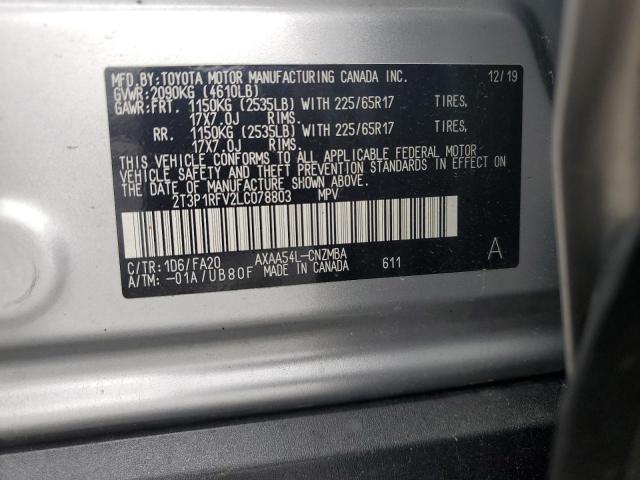 MFD.BY:TOYOTA MOTOR MANUFACTURING CANADA INC. 12/19
GVWR:2090KG (4610LB)
GAWR:FRT. 1150KG (2535LB) WITH 225/65R17 TIRES,
17X7.0J RIMS.
RR. 1150KG (2535LB) WITH 225/65R17 TIRES,
17X7.0J RIMS.
THIS VEHICLE CONFORMS TO ALL APPLICABLE FEDERAL MOTOR
VEHICLE SAFETY AND THEFT PREVENTION STANDARDS IN EFFECT ON
THE DATE OF MANUFACTURE SHOWN ABOVE.
2T3P1RFV2LC078803 MPV
C/TR:1D6/FA20 AXAA54L-CNZMBA 611 A
A/TM:-01A/UB80F MADE IN CANADA